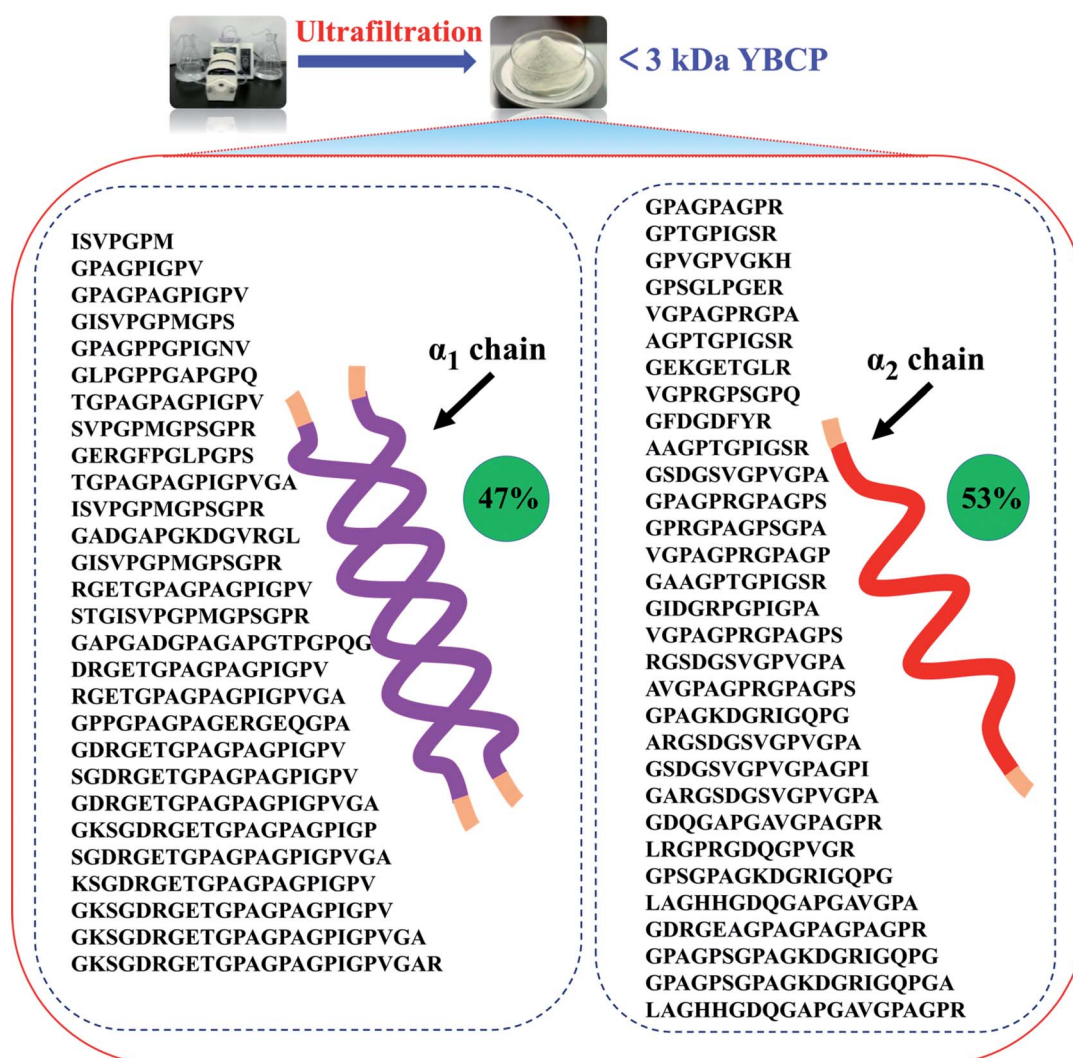 Ultrafiltration
< 3 kDa YBCP
ISVPGPM
GPAGPIGPV
GPAGPAGPIGPV
GISVPGPMGPS
GPAGPPGPIGNV
GLPGPPGAPGPQ
TGPAGPAGPIGPV
SVPGPMGPSGPR
GERGFPGLPGPS
TGPAGPAGPIGPVGA
ISVPGPMGPSGPR
GADGAPGKDGVRGL
GISVPGPMGPSGPR
RGETGPAGPAGPIGPV
STGISVPGPMGPSGPR
GAPGADGPAGAPGTPGPQG
DRGETGPAGPAGPIGPV
RGETGPAGPAGPIGPVGA
GPPGPAGPAGERGEQGPA
GDRGETGPAGPAGPIGPV
SGDRGETGPAGPAGPIGPV
GDRGETGPAGPAGPIGPVGA
GKSGDRGETGPAGPAGPIGP
SGDRGETGPAGPAGPIGPVGA
KSGDRGETGPAGPAGPIGPV
GKSGDRGETGPAGPAGPIGPV
GKSGDRGETGPAGPAGPIGPVGA
GKSGDRGETGPAGPAGPIGPVGAR
α1 chain
47%
GPAGPAGPR
GPTGPIGSR
GPVGPVGKH
GPSGLPGER
VGPAGPRGPA
AGPTGPIGSR
GEKGETGLR
VGPRGPSGPQ
GFDGDFYR
AAGPTGPIGSR
GSDGSVGPVGPA
GPAGPRGPAGPS
GPRGPAGPSGPA
VGPAGPRGPAGP
GAAGPTGPIGSR
GIDGRPGPIGPA
VGPAGPRGPAGPS
RGSDGSVGPVGPA
AVGPAGPRGPAGPS
GPAGKDGRIGQPG
ARGSDGSVGPVGPA
GSDGSVGPVGPAGPI
GARGSDGSVGPVGPA
GDQGAPGAVGPAGPR
LRGPRGDQGPVGR
GPSGPAGKDGRIGQPG
LAGHHGDQGAPGAVGPA
GDRGEAGPAGPAGPAGPR
GPAGPSGPAGKDGRIGQPG
GPAGPSGPAGKDGRIGQPGA
LAGHHGDQGAPGAVGPAGPR
α2 chain
53%